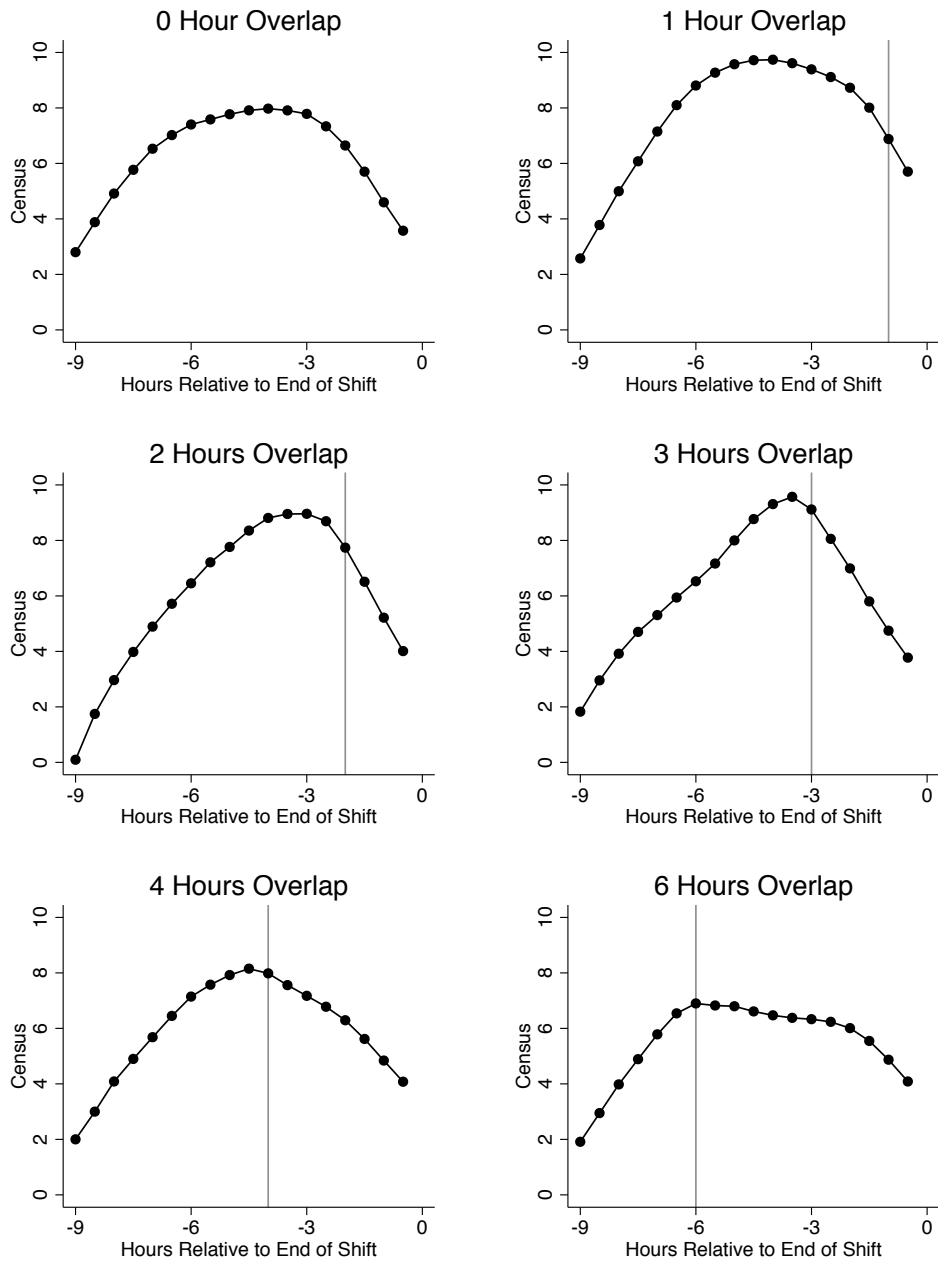 0 Hour Overlap
10
8
6
4
2
0
Census
-9 -6 -3 0
Hours Relative to End of Shift
1 Hour Overlap
10
8
6
4
2
0
Census
-9 -6 -3 0
Hours Relative to End of Shift
2 Hours Overlap
10
8
6
4
2
0
Census
-9 -6 -3 0
Hours Relative to End of Shift
3 Hours Overlap
10
8
6
4
2
0
Census
-9 -6 -3 0
Hours Relative to End of Shift
4 Hours Overlap
10
8
6
4
2
0
Census
-9 -6 -3 0
Hours Relative to End of Shift
6 Hours Overlap
10
8
6
4
2
0
Census
-9 -6 -3 0
Hours Relative to End of Shift